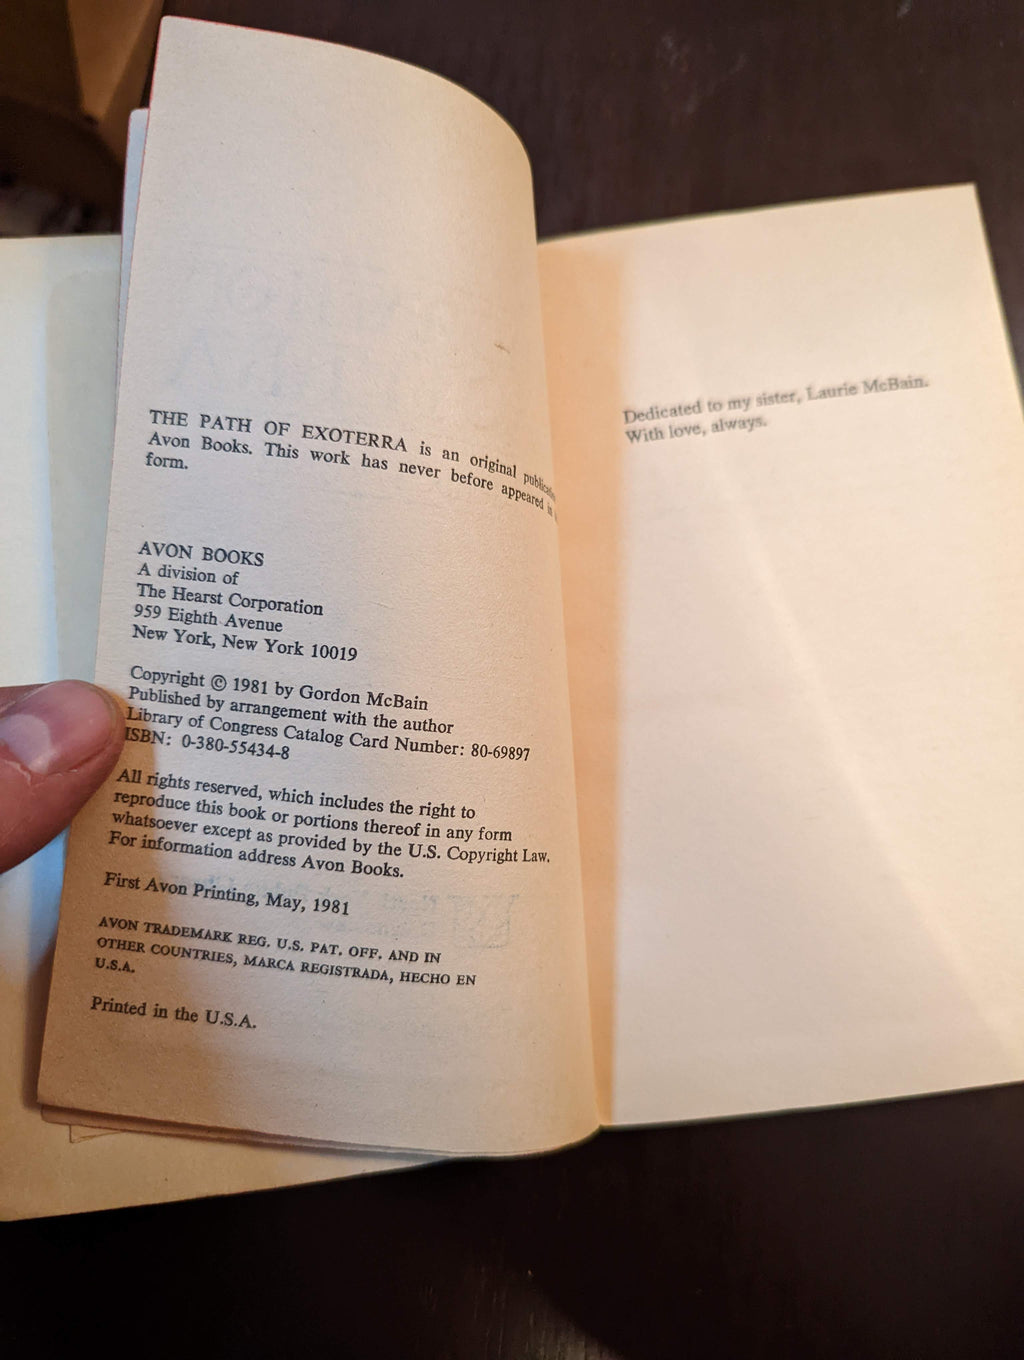 THE PATH OF EXOTERRA is an original
Avon Books. This work has never before appeared in
form.
AVON BOOKS
A division of
The Hearst Corporation
959 Eighth Avenue
New York, New York 10019
Copyright © 1981 by Gordon McBain
Published by arrangement with the author
Library of Congress Catalog Card Number: 80-69897
ISBN: 0-380-55434-8
All rights reserved, which includes the right to
reproduce this book or portions thereof in any form
whatsoever except as provided by the U.S. Copyright Law.
For information address Avon Books.
First Avon Printing, May, 1981
AVON TRADEMARK REG. U.S. PAT. OFF. AND IN
OTHER COUNTRIES, MARCA REGISTRADA, HECHO EN
U.S.A.
Printed in the U.S.A.
Dedicated to my sister, Laurie McBain.
With love, always.